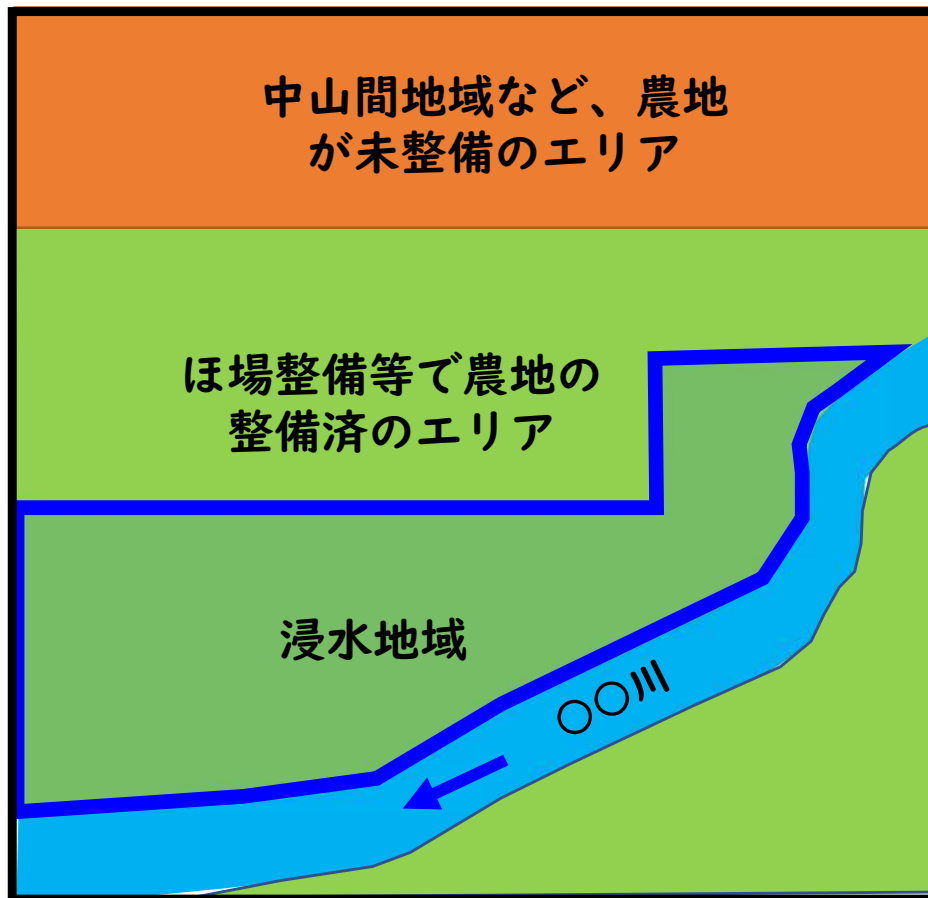 中山間地域など、農地
が未整備のエリア
ほ場整備等で農地の
整備済のエリア
浸水地域
○○川